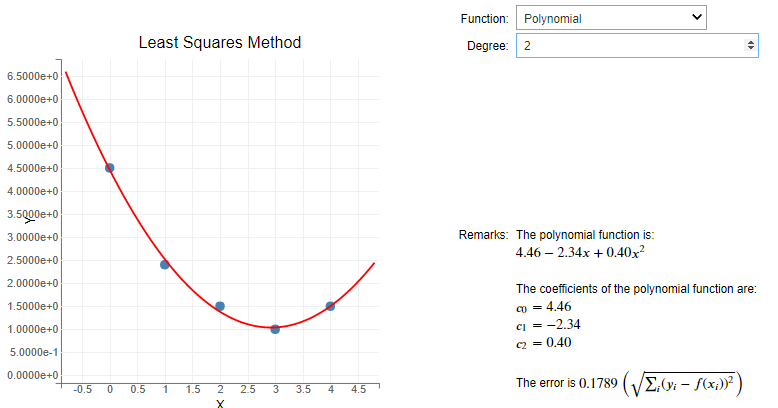 Function: Polynomial
Degree: 2
Least Squares Method
6.5000e+0
6.0000e+0
5.5000e+0
5.0000e+0
4.5000e+0
4.0000e+0
3.5000e+0
Y
3.0000e+0
2.5000e+0
2.0000e+0
1.5000e+0
1.0000e+0
5.0000e-1
0.0000e+0
-0.5 0 0.5 1 1.5 2 2.5 3 3.5 4 4.5
X
Remarks: The polynomial function is:
4.46 − 2.34x + 0.40x²
The coefficients of the polynomial function are:
c₀ = 4.46
c₁ = −2.34
c₂ = 0.40
The error is 0.1789 (√∑ᵢ(yᵢ − f(xᵢ))²)